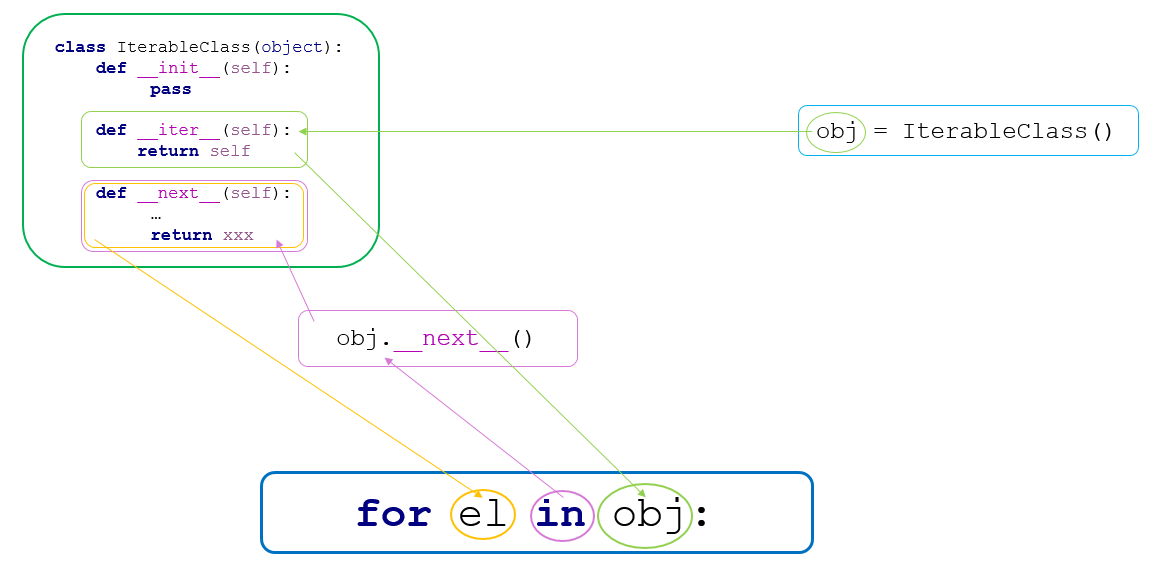 class IterableClass(object):
def __init__(self):
pass
def __iter__(self):
return self
def __next__(self):
…
return xxx
obj = IterableClass()
obj.__next__()
for el in obj: